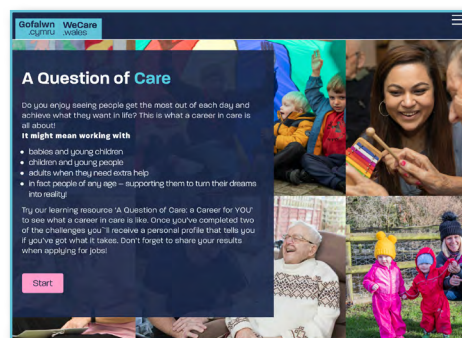 Gofalwn WeCare
.cymru .wales
A Question of Care
Do you enjoy seeing people get the most out of each day and
achieve what they want in life? This is what a career in care is
all about!
It might mean working with
babies and young children
children and young people
adults when they need extra help
in fact people of any age – supporting them to turn their dreams
into reality!
Try our learning resource 'A Question of Care: a Career for YOU'
to see what a career in care is like. Once you've completed two
of the challenges you`ll receive a personal profile that tells you
if you've got what it takes. Don't forget to share your results
when applying for jobs!
Start